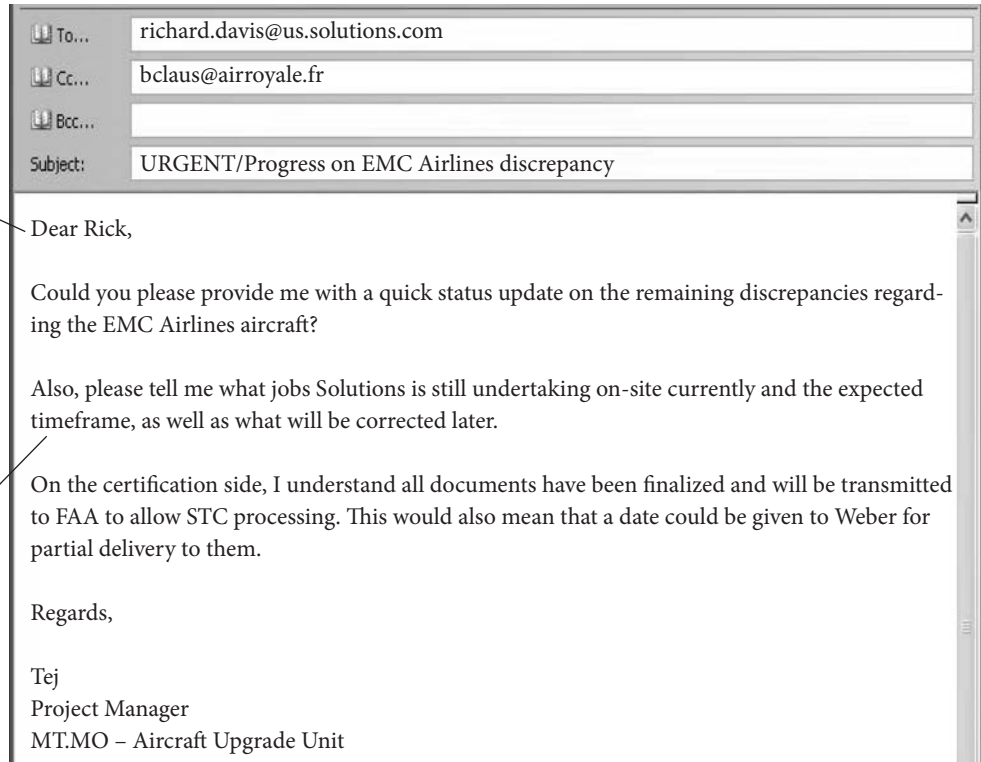 To... richard.davis@us.solutions.com
Cc... bclaus@airroyale.fr
Bcc...
Subject: URGENT/Progress on EMC Airlines discrepancy
Dear Rick,
Could you please provide me with a quick status update on the remaining discrepancies regard-
ing the EMC Airlines aircraft?
Also, please tell me what jobs Solutions is still undertaking on-site currently and the expected
timeframe, as well as what will be corrected later.
On the certification side, I understand all documents have been finalized and will be transmitted
to FAA to allow STC processing. This would also mean that a date could be given to Weber for
partial delivery to them.
Regards,
Tej
Project Manager
MT.MO – Aircraft Upgrade Unit